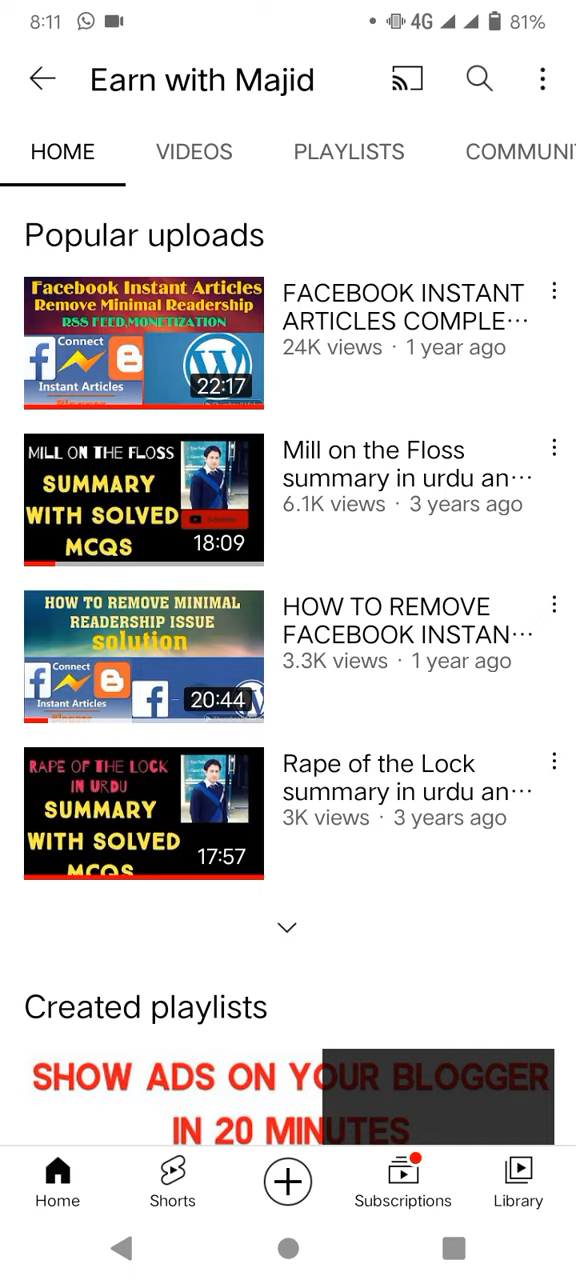 8:11 4G 81%
Earn with Majid
HOME VIDEOS PLAYLISTS COMMUNI
Popular uploads
Facebook Instant Articles
Remove Minimal Readership
RSS FEED,MONETIZATION
Connect
Instant Articles
22:17
FACEBOOK INSTANT
ARTICLES COMPLE...
24K views · 1 year ago
MILL ON THE FLOSS
SUMMARY
WITH SOLVED
MCQS
18:09
Mill on the Floss
summary in urdu an...
6.1K views · 3 years ago
HOW TO REMOVE MINIMAL
READERSHIP ISSUE
solution
Connect
Instant Articles
20:44
HOW TO REMOVE
FACEBOOK INSTAN...
3.3K views · 1 year ago
RAPE OF THE LOCK
IN URDU
SUMMARY
WITH SOLVED
MCQS
17:57
Rape of the Lock
summary in urdu an...
3K views · 3 years ago
Created playlists
SHOW ADS ON YOUR BLOGGER
IN 20 MINUTES
Home Shorts Subscriptions Library